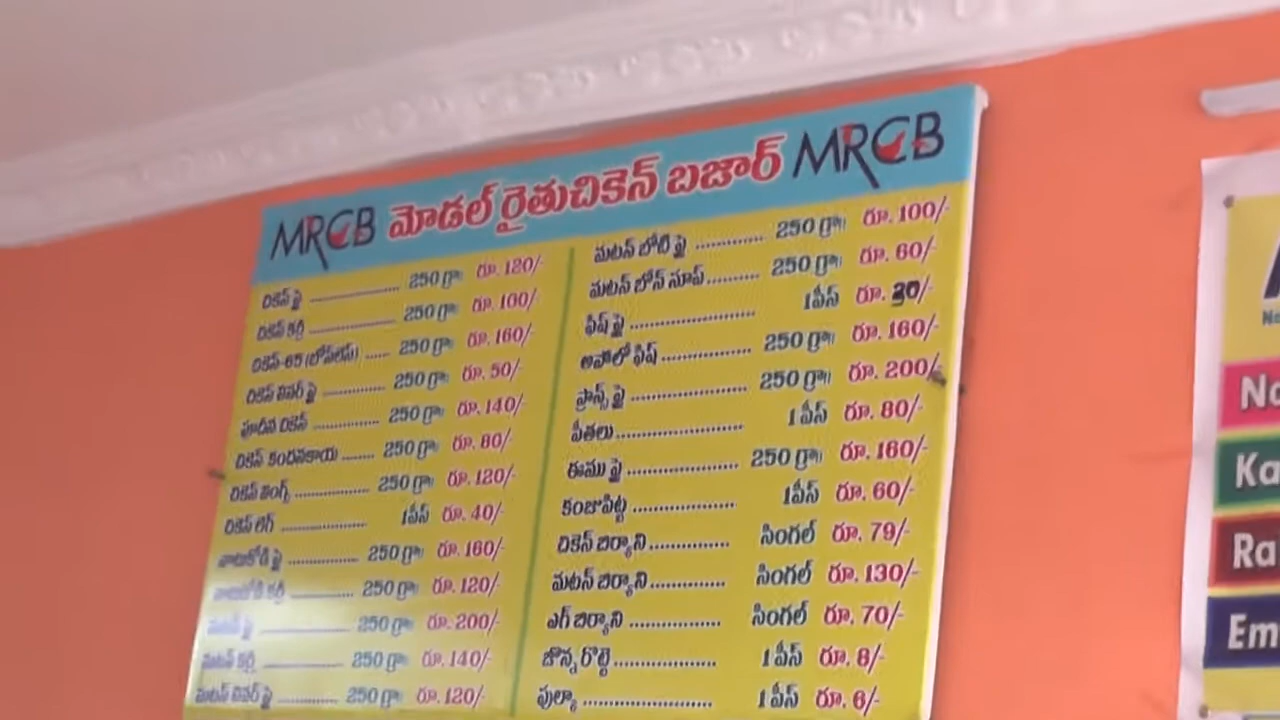 MRCB మోడల్ రైతుచికెన్ బజార్ MRCB
చికెన్ ఫ్రై 250 గ్రా॥ రూ. 120/-
చికెన్ కర్రీ 250 గ్రా॥ రూ. 100/-
చికెన్-65 (బోన్‌లెస్) 250 గ్రా॥ రూ. 160/-
చికెన్ లివర్ ఫ్రై 250 గ్రా॥ రూ. 50/-
పూదీన చికెన్ 250 గ్రా॥ రూ. 140/-
చికెన్ కందనకాయ 250 గ్రా॥ రూ. 80/-
చికెన్ వింగ్స్ 250 గ్రా॥ రూ. 120/-
చికెన్ లెగ్ 1పీస్ రూ. 40/-
నాటుకోడి ఫ్రై 250 గ్రా॥ రూ. 160/-
నాటుకోడి కర్రీ 250 గ్రా॥ రూ. 120/-
మటన్ ఫ్రై 250 గ్రా॥ రూ. 200/-
మటన్ కర్రీ 250 గ్రా॥ రూ. 140/-
మటన్ లివర్ ఫ్రై 250 గ్రా॥ రూ. 120/-
మటన్ బోటి ఫ్రై 250 గ్రా॥ రూ. 100/-
మటన్ బోన్ సూప్ 250 గ్రా॥ రూ. 60/-
ఫిష్ ఫ్రై 1పీస్ రూ. 30/-
అపోలో ఫిష్ 250 గ్రా॥ రూ. 160/-
ఫ్రాన్స్ ఫ్రై 250 గ్రా॥ రూ. 200/-
పీతలు 1పీస్ రూ. 80/-
ఈము ఫ్రై 250 గ్రా॥ రూ. 160/-
కంజుపిట్ట 1పీస్ రూ. 60/-
చికెన్ బిర్యాని సింగల్ రూ. 79/-
మటన్ బిర్యాని సింగల్ రూ. 130/-
ఎగ్ బిర్యాని సింగల్ రూ. 70/-
జొన్న రొట్టె 1పీస్ రూ. 8/-
పుల్కా 1పీస్ రూ. 6/-
Ka
Ra
Em